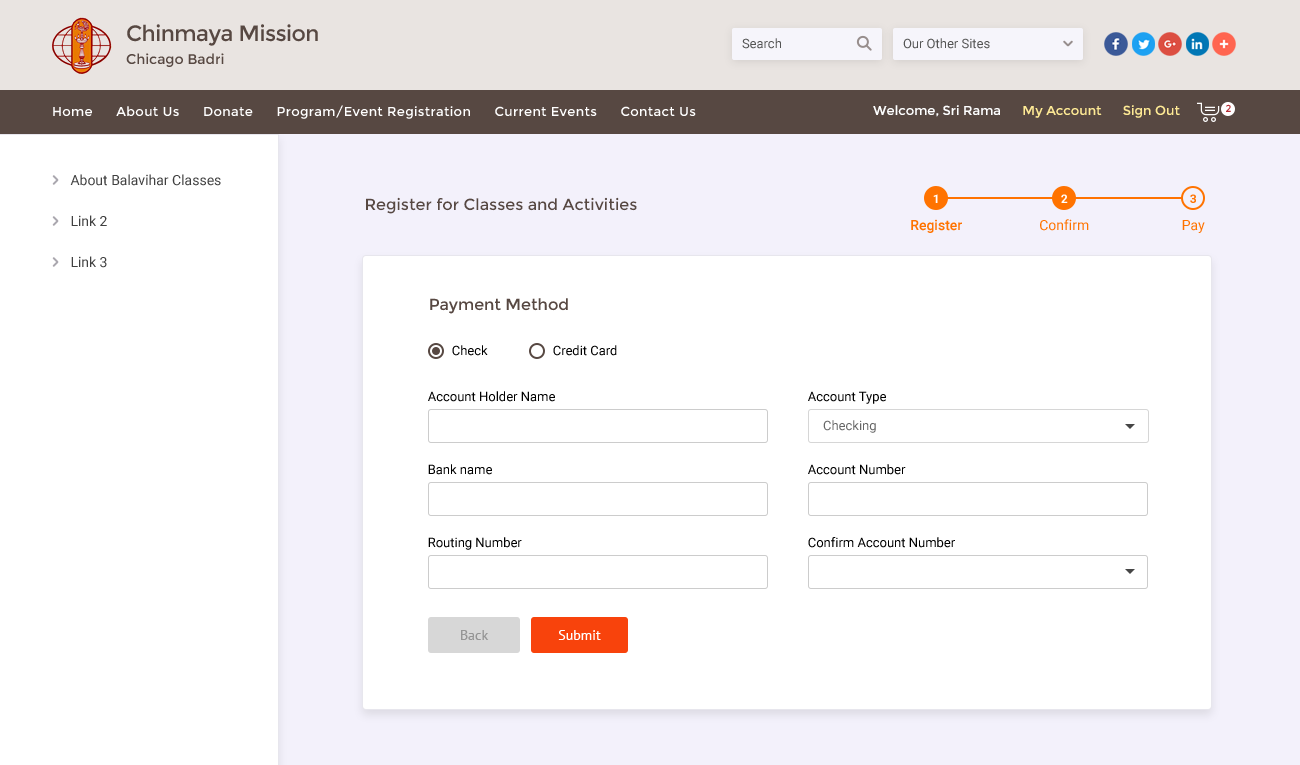 Chinmaya Mission
Chicago Badri
Search
Our Other Sites
f
G+
in
+
Home About Us Donate Program/Event Registration Current Events Contact Us
Welcome, Sri Rama My Account Sign Out 2
About Balavihar Classes
Link 2
Link 3
Register for Classes and Activities
1 2 3
Register Confirm Pay
Payment Method
Check Credit Card
Account Holder Name Account Type
Checking
Bank name Account Number
Routing Number Confirm Account Number
Back Submit